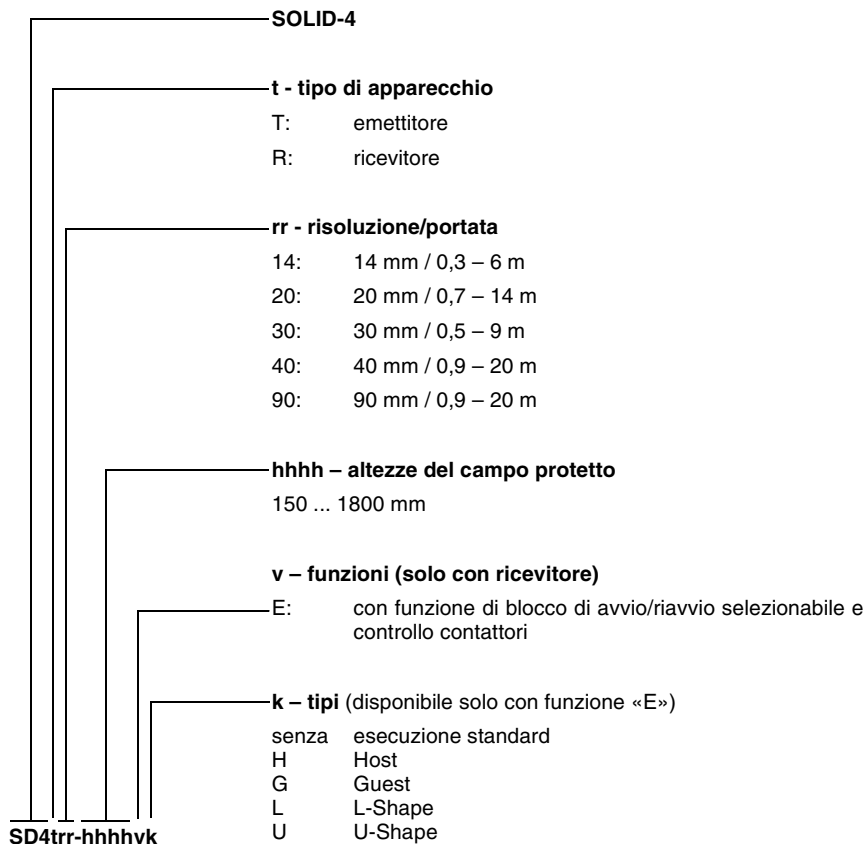 SOLID-4
t - tipo di apparecchio
T: emettitore
R: ricevitore
rr - risoluzione/portata
14: 14 mm / 0,3 – 6 m
20: 20 mm / 0,7 – 14 m
30: 30 mm / 0,5 – 9 m
40: 40 mm / 0,9 – 20 m
90: 90 mm / 0,9 – 20 m
hhhh – altezze del campo protetto
150 ... 1800 mm
v – funzioni (solo con ricevitore)
E: con funzione di blocco di avvio/riavvio selezionabile e
controllo contattori
k – tipi (disponibile solo con funzione «E»)
senza esecuzione standard
H Host
G Guest
L L-Shape
U U-Shape
SD4trr-hhhhvk